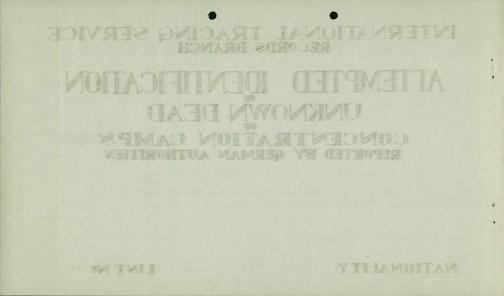 INTERNATIONAL TRACING SERVICE
RECORDS BRANCH
ATTEMPTED IDENTIFICATION
OF
UNKNOWN DEAD
OF
CONCENTRATION CAMPS
REPORTED BY GERMAN AUTHORITIES
NATIONALITY LIST Nº